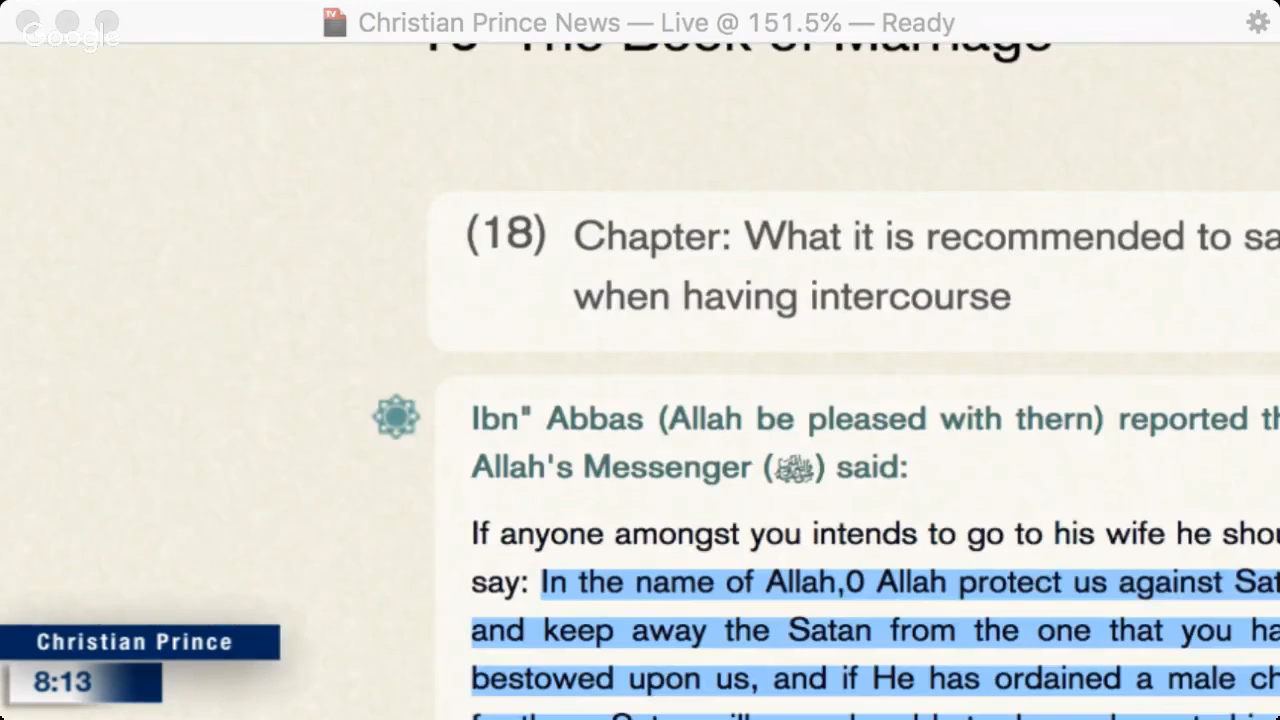 Christian Prince News — Live @ 151.5% — Ready
Google
The Book of Marriage
(18) Chapter: What it is recommended to sa
when having intercourse
Ibn" Abbas (Allah be pleased with thern) reported th
Allah's Messenger (ﷺ) said:
If anyone amongst you intends to go to his wife he shou
say: In the name of Allah,0 Allah protect us against Sat
and keep away the Satan from the one that you ha
bestowed upon us, and if He has ordained a male ch
Christian Prince
8:13